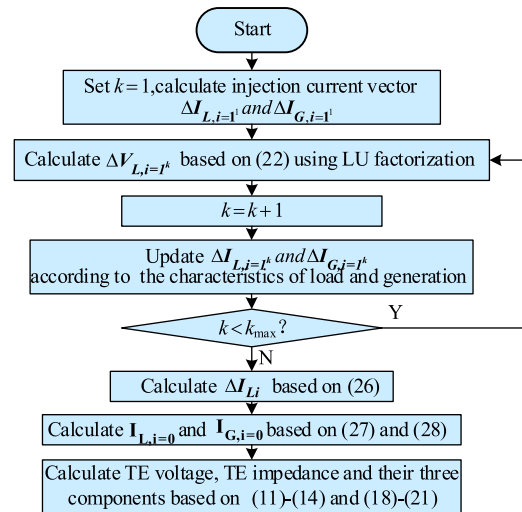 Start
Set k=1,calculate injection current vector
ΔI_{L,i=1^1} and ΔI_{G,i=1^1}
Calculate ΔV_{L,i=1^k} based on (22) using LU factorization
k=k+1
Update ΔI_{L,i=1^k} and ΔI_{G,i=1^k}
according to the characteristics of load and generation
k<k_{max}?
Y
N
Calculate ΔI_{Li} based on (26)
Calculate I_{L,i=0} and I_{G,i=0} based on (27) and (28)
Calculate TE voltage, TE impedance and their three
components based on (11)-(14) and (18)-(21)